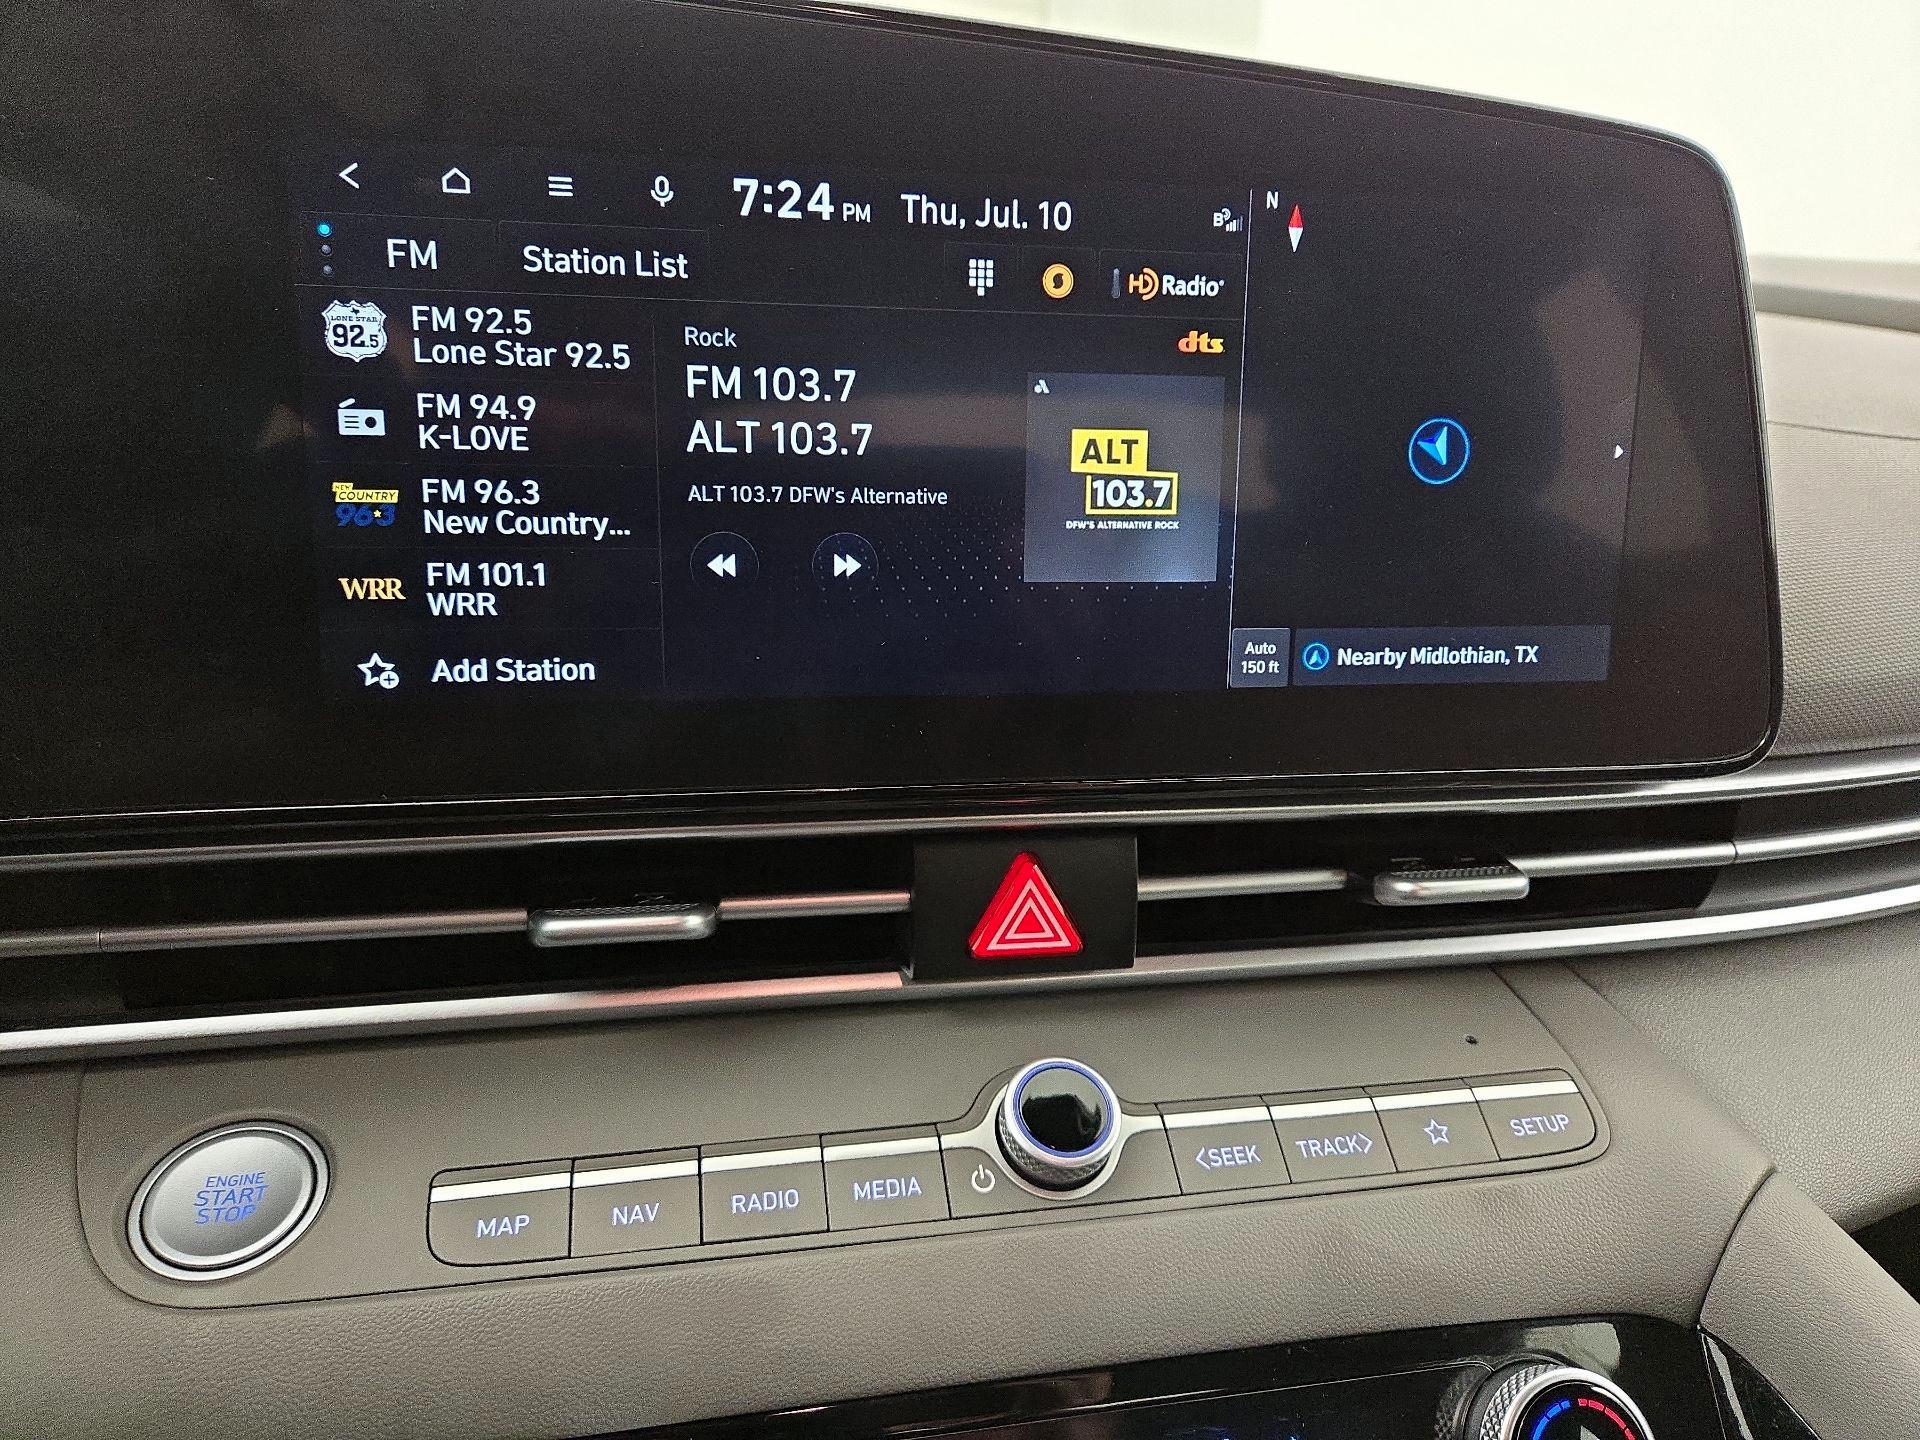 7:24 PM Thu, Jul. 10
B
N
FM
Station List
HD Radio
LONE STAR
92.5
FM 92.5
Lone Star 92.5
FM 94.9
K-LOVE
NEW
COUNTRY
96.3
FM 96.3
New Country...
WRR
FM 101.1
WRR
Add Station
Rock
dts
FM 103.7
ALT 103.7
ALT 103.7 DFW's Alternative
ALT
103.7
DFW'S ALTERNATIVE ROCK
Auto
150 ft
Nearby Midlothian, TX
ENGINE
START
STOP
MAP
NAV
RADIO
MEDIA
<SEEK
TRACK>
SETUP